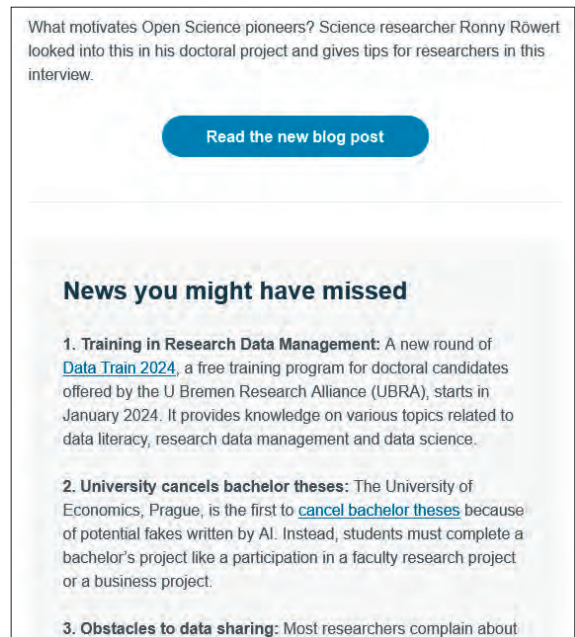 What motivates Open Science pioneers? Science researcher Ronny Röwert
looked into this in his doctoral project and gives tips for researchers in this
interview.
Read the new blog post
News you might have missed
1. Training in Research Data Management: A new round of
Data Train 2024, a free training program for doctoral candidates
offered by the U Bremen Research Alliance (UBRA), starts in
January 2024. It provides knowledge on various topics related to
data literacy, research data management and data science.
2. University cancels bachelor theses: The University of
Economics, Prague, is the first to cancel bachelor theses because
of potential fakes written by AI. Instead, students must complete a
bachelor's project like a participation in a faculty research project
or a business project.
3. Obstacles to data sharing: Most researchers complain about